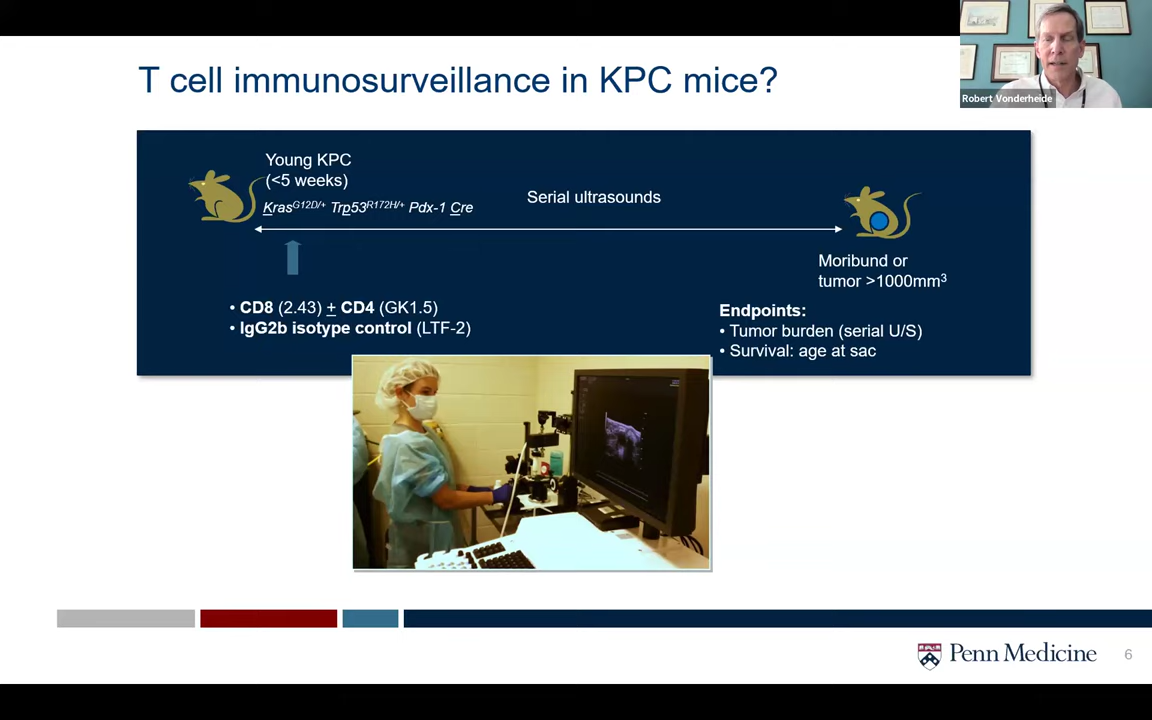 T cell immunosurveillance in KPC mice?
Robert Vonderheide
Young KPC
(<5 weeks)
KrasG12D/+ Trp53R172H/+ Pdx-1 Cre
Serial ultrasounds
Moribund or
tumor >1000mm3
• CD8 (2.43) + CD4 (GK1.5)
• IgG2b isotype control (LTF-2)
Endpoints:
• Tumor burden (serial U/S)
• Survival: age at sac
Penn Medicine
6